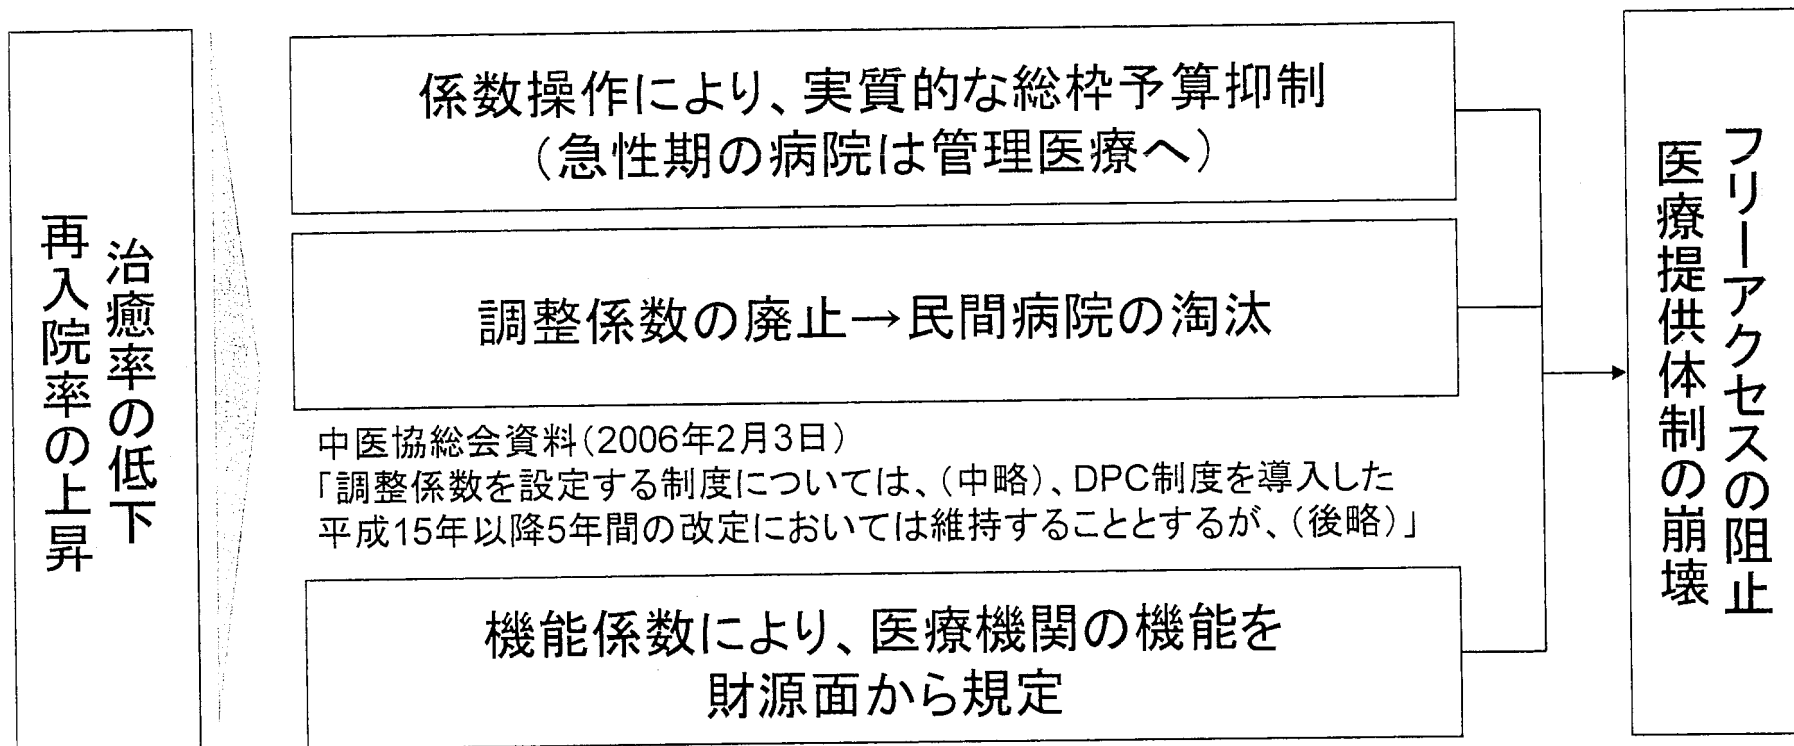 治癒率の低下
再入院率の上昇
係数操作により、実質的な総枠予算抑制
（急性期の病院は管理医療へ）
調整係数の廃止→民間病院の淘汰
中医協総会資料（2006年2月3日）
「調整係数を設定する制度については、（中略）、DPC制度を導入した
平成15年以降5年間の改定においては維持することとするが、（後略）」
機能係数により、医療機関の機能を
財源面から規定
フリーアクセスの阻止
医療提供体制の崩壊